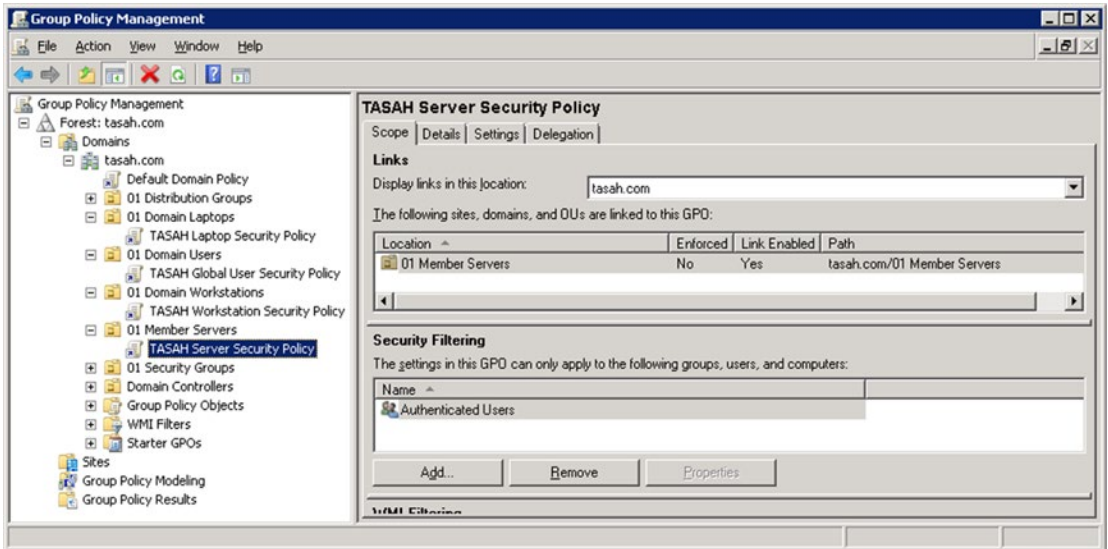 Group Policy Management
File Action View Window Help
Group Policy Management
Forest: tasah.com
Domains
tasah.com
Default Domain Policy
01 Distribution Groups
01 Domain Laptops
TASAH Laptop Security Policy
01 Domain Users
TASAH Global User Security Policy
01 Domain Workstations
TASAH Workstation Security Policy
01 Member Servers
TASAH Server Security Policy
01 Security Groups
Domain Controllers
Group Policy Objects
WMI Filters
Starter GPOs
Sites
Group Policy Modeling
Group Policy Results
TASAH Server Security Policy
Scope Details Settings Delegation
Links
Display links in this location: tasah.com
The following sites, domains, and OUs are linked to this GPO:
Location Enforced Link Enabled Path
01 Member Servers No Yes tasah.com/01 Member Servers
Security Filtering
The settings in this GPO can only apply to the following groups, users, and computers:
Name
Authenticated Users
Add... Remove Properties
WMI Filtering